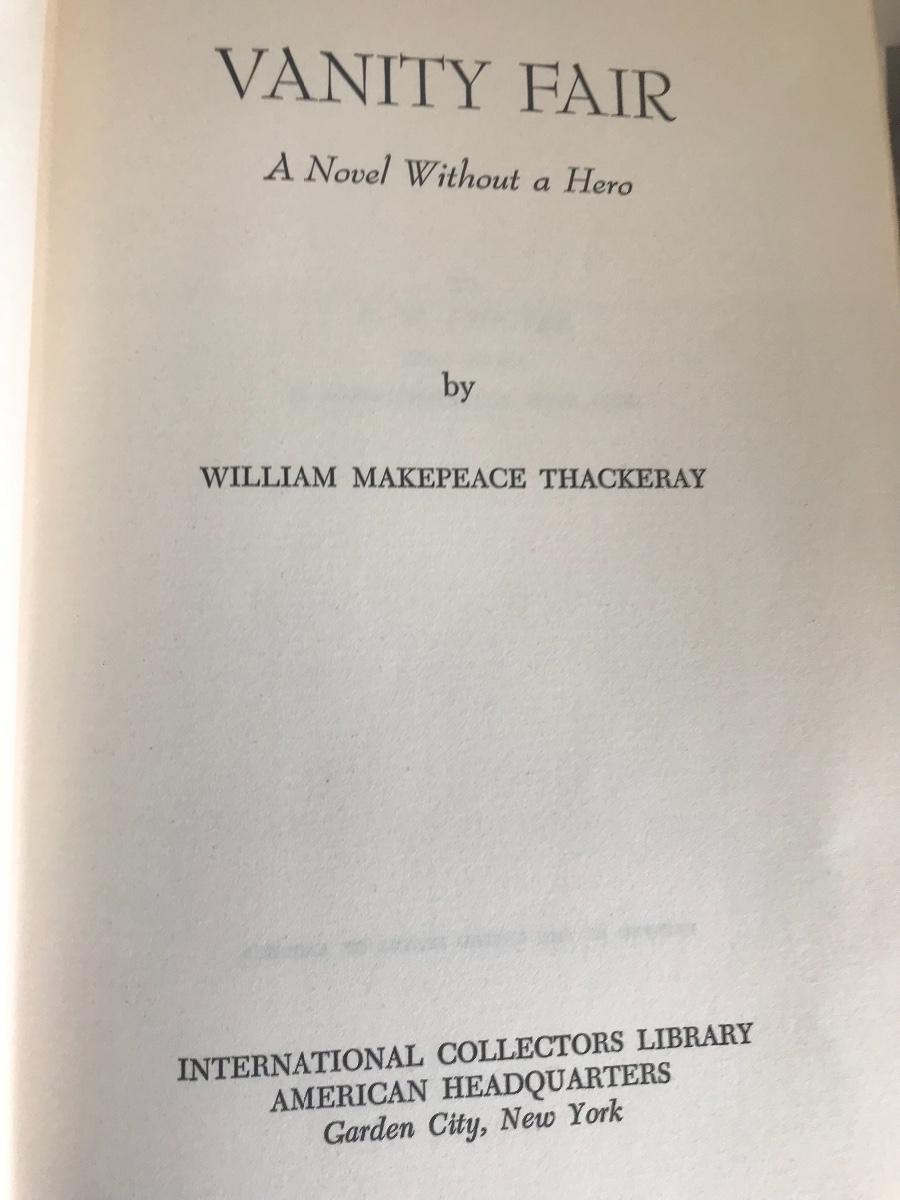 VANITY FAIR
A Novel Without a Hero
by
WILLIAM MAKEPEACE THACKERAY
INTERNATIONAL COLLECTORS LIBRARY
AMERICAN HEADQUARTERS
Garden City, New York